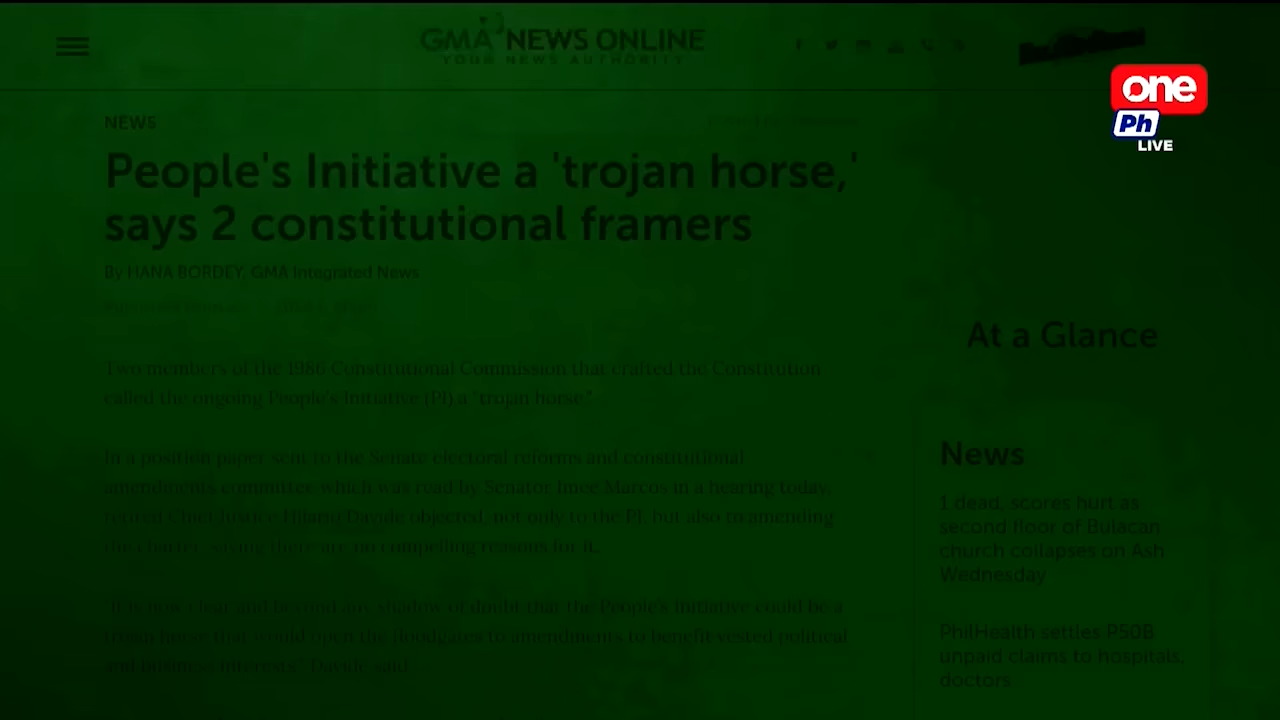 GMA NEWS ONLINE
YOUR NEWS AUTHORITY
one
Ph
LIVE
NEWS
People's Initiative a 'trojan horse,'
says 2 constitutional framers
By HANA BORDEY, GMA Integrated News
Two members of the 1986 Constitutional Commission that crafted the Constitution
called the ongoing People's Initiative (PI) a "trojan horse".
In a position paper sent to the Senate electoral reforms and constitutional
amendments committee which was read by Senator Imee Marcos in a hearing today,
retired Chief Justice Hilario Davide objected, not only to the PI, but also to amending
the Charter, saying there are no compelling reasons for it.
"It is now clear and beyond any shadow of doubt that the People's Initiative could be a
trojan horse that would open the floodgates to amendments to benefit vested political
and business interests," Davide said.
At a Glance
News
1 dead, scores hurt as
second floor of Bulacan
church collapses on Ash
Wednesday
PhilHealth settles P50B
unpaid claims to hospitals,
doctors